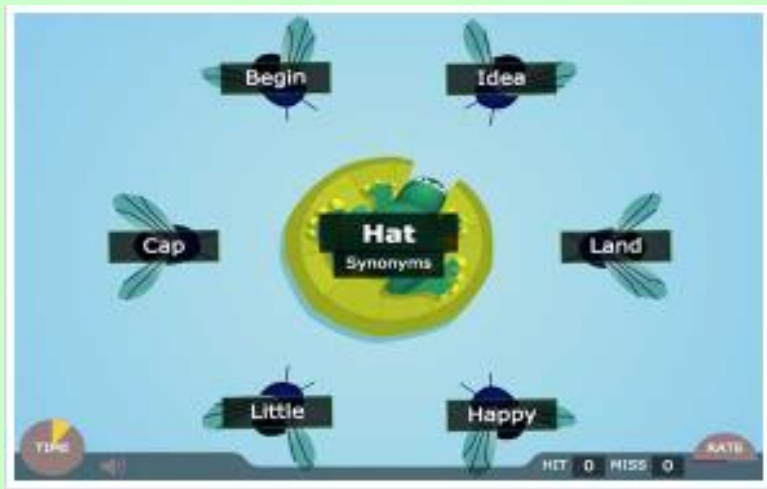 Begin
Idea
Cap
Hat
Synonyms
Land
Little
Happy
TIME
HIT 0 MISS 0
RATE